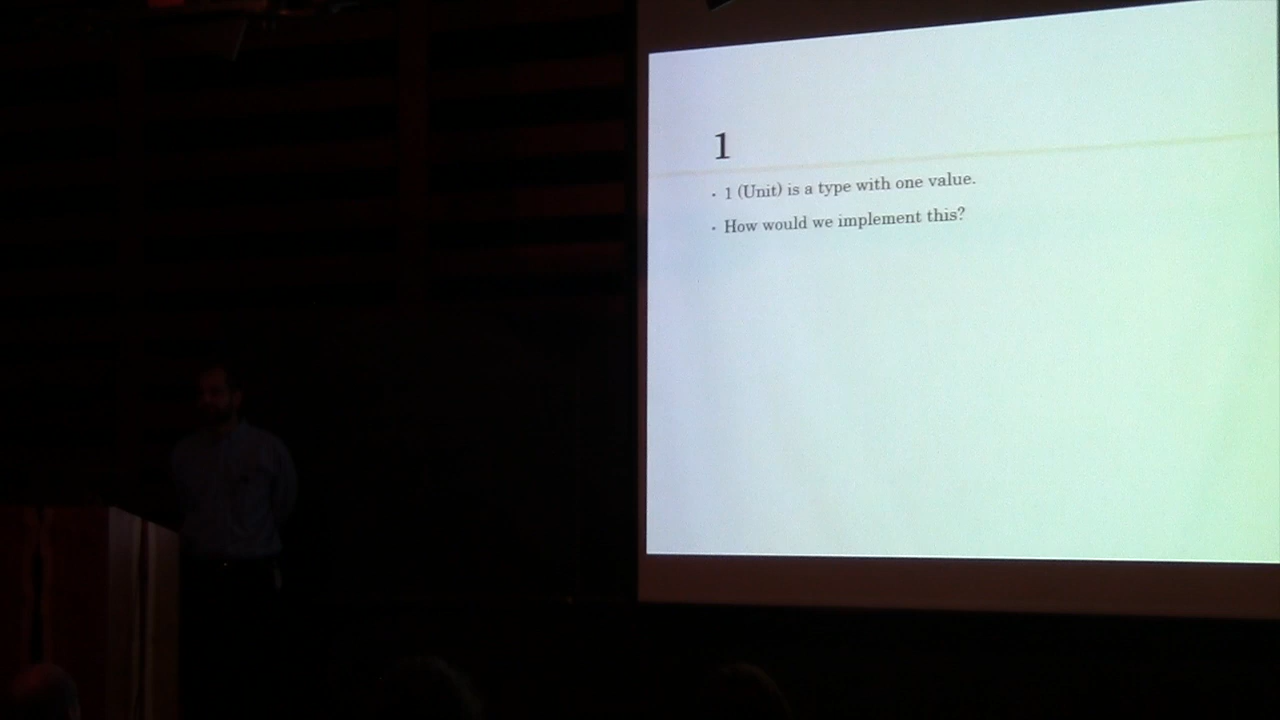 1
· 1 (Unit) is a type with one value.
· How would we implement this?